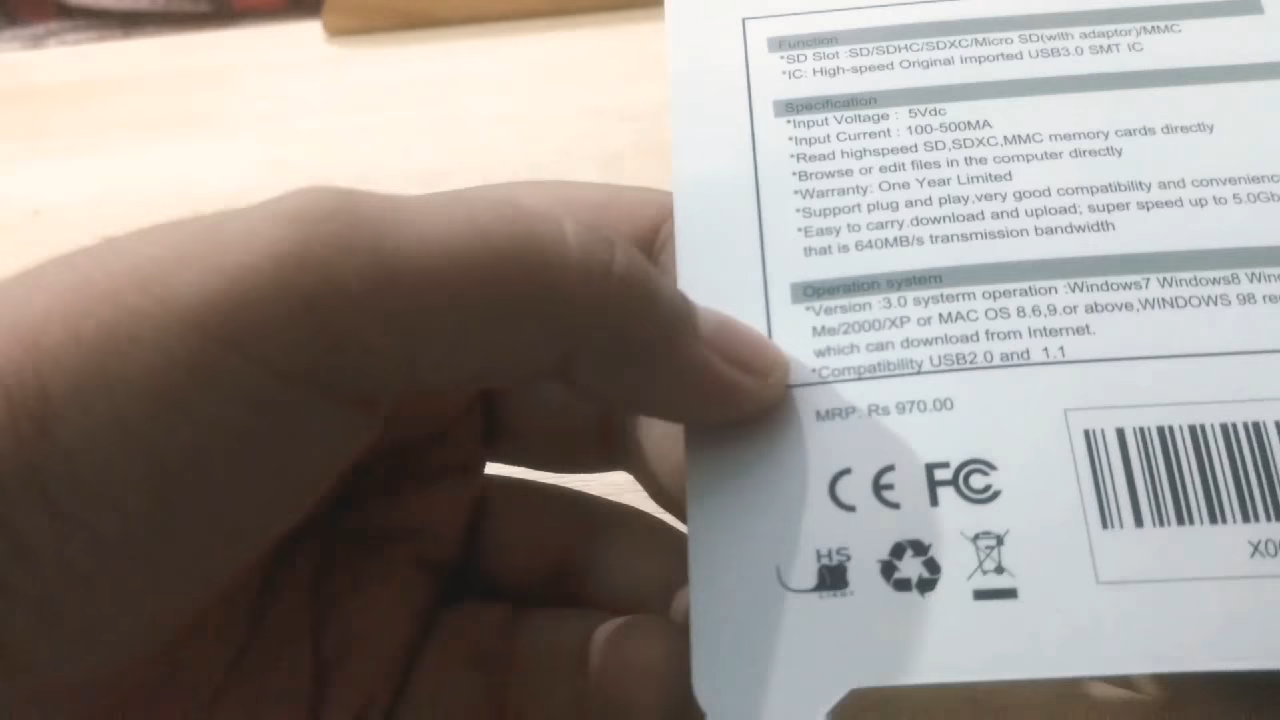 Function
*SD Slot :SD/SDHC/SDXC/Micro SD(with adaptor)/MMC
*IC: High-speed Original imported USB3.0 SMT IC
Specification
*Input Voltage : 5Vdc
*Input Current : 100-500MA
*Read highspeed SD,SDXC,MMC memory cards directly
*Browse or edit files in the computer directly
*Warranty: One Year Limited
*Support plug and play,very good compatibility and convenienc
*Easy to carry.download and upload; super speed up to 5.0Gb
that is 640MB/s transmission bandwidth
Operation system
*Version :3.0 systerm operation :Windows7 Windows8 Wind
Me/2000/XP or MAC OS 8.6,9.or above,WINDOWS 98 re
which can download from Internet.
*Compatibility USB2.0 and 1.1
MRP: Rs 970.00
CE FC
HS
X0